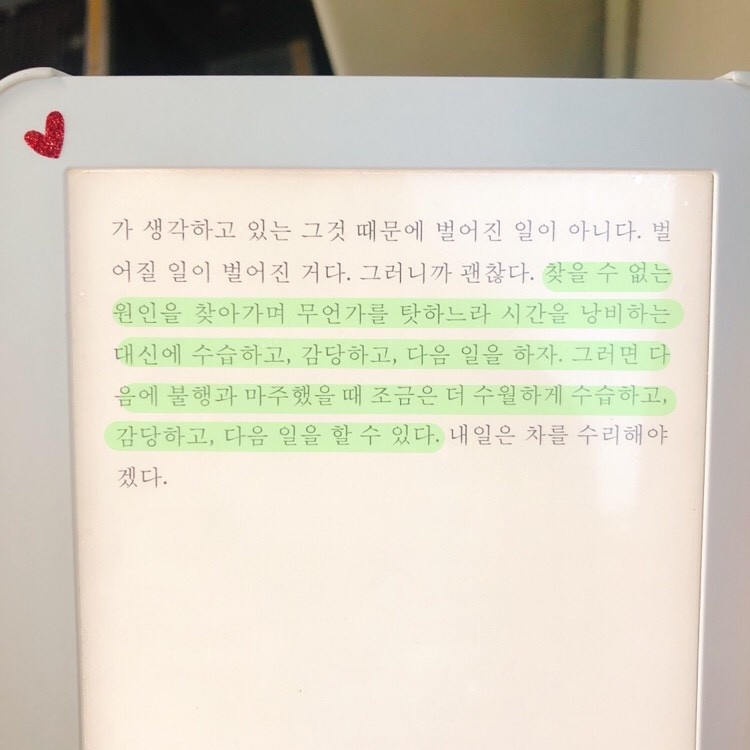 가 생각하고 있는 그것 때문에 벌어진 일이 아니다. 벌
어질 일이 벌어진 거다. 그러니까 괜찮다. 찾을 수 없는
원인을 찾아가며 무언가를 탓하느라 시간을 낭비하는
대신에 수습하고, 감당하고, 다음 일을 하자. 그러면 다
음에 불행과 마주했을 때 조금은 더 수월하게 수습하고,
감당하고, 다음 일을 할 수 있다. 내일은 차를 수리해야
겠다.